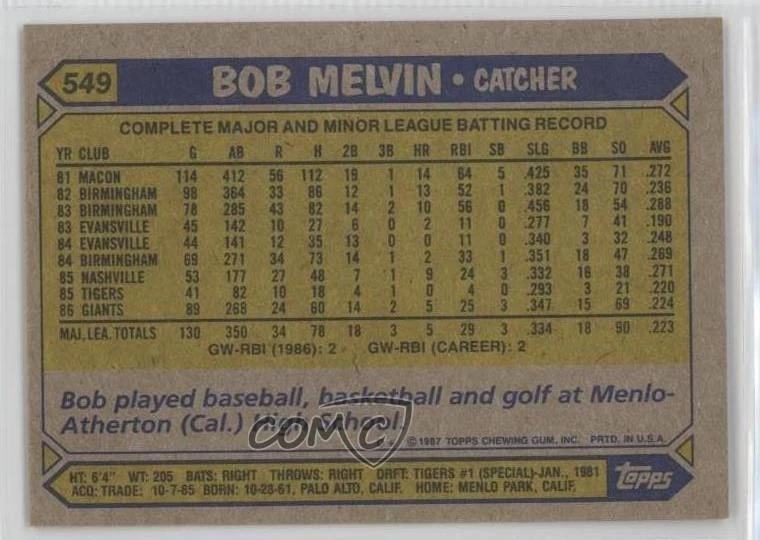 549
BOB MELVIN • CATCHER
COMPLETE MAJOR AND MINOR LEAGUE BATTING RECORD
YR CLUB G AB R H 2B 3B HR RBI SB SLG BB SO AVG
81 MACON 114 412 56 112 19 1 14 64 5 .425 35 71 .272
82 BIRMINGHAM 98 364 33 86 12 1 13 52 1 .382 24 70 .236
83 BIRMINGHAM 78 285 43 82 14 2 10 56 0 .456 18 54 .288
83 EVANSVILLE 45 142 10 27 6 0 2 11 0 .277 7 41 .190
84 EVANSVILLE 44 141 12 35 13 0 0 11 0 .340 3 32 .248
84 BIRMINGHAM 69 271 34 73 14 1 2 33 1 .351 18 47 .269
85 NASHVILLE 53 177 27 48 7 1 9 24 3 .332 16 38 .271
85 TIGERS 41 82 10 18 4 1 0 4 0 .293 3 21 .220
86 GIANTS 89 268 24 60 14 2 5 25 3 .347 15 69 .224
MAJ. LEA. TOTALS 130 350 34 78 18 3 5 29 3 .334 18 90 .223
GW-RBI (1986): 2 GW-RBI (CAREER): 2
Bob played baseball, basketball and golf at Menlo-
Atherton (Cal.) High School.
COMC
©1987 TOPPS CHEWING GUM, INC. PRTD. IN U.S.A.
HT: 6'4" WT: 205 BATS: RIGHT THROWS: RIGHT DRFT: TIGERS #1 (SPECIAL)-JAN., 1981
ACQ: TRADE: 10-7-85 BORN: 10-28-61, PALO ALTO, CALIF. HOME: MENLO PARK, CALIF.
topps